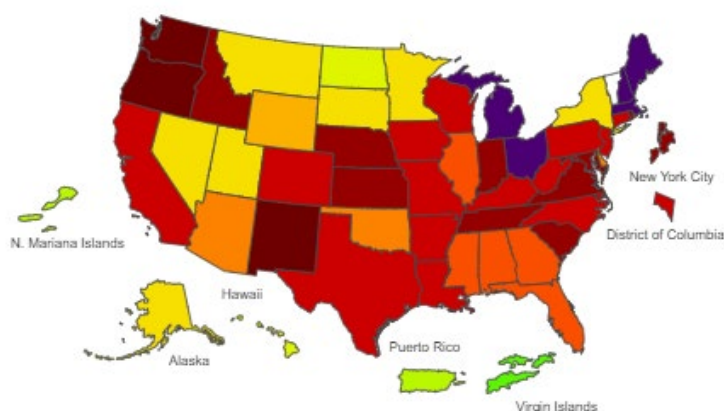 New York City
N. Mariana Islands
District of Columbia
Hawaii
Alaska
Puerto Rico
Virgin Islands